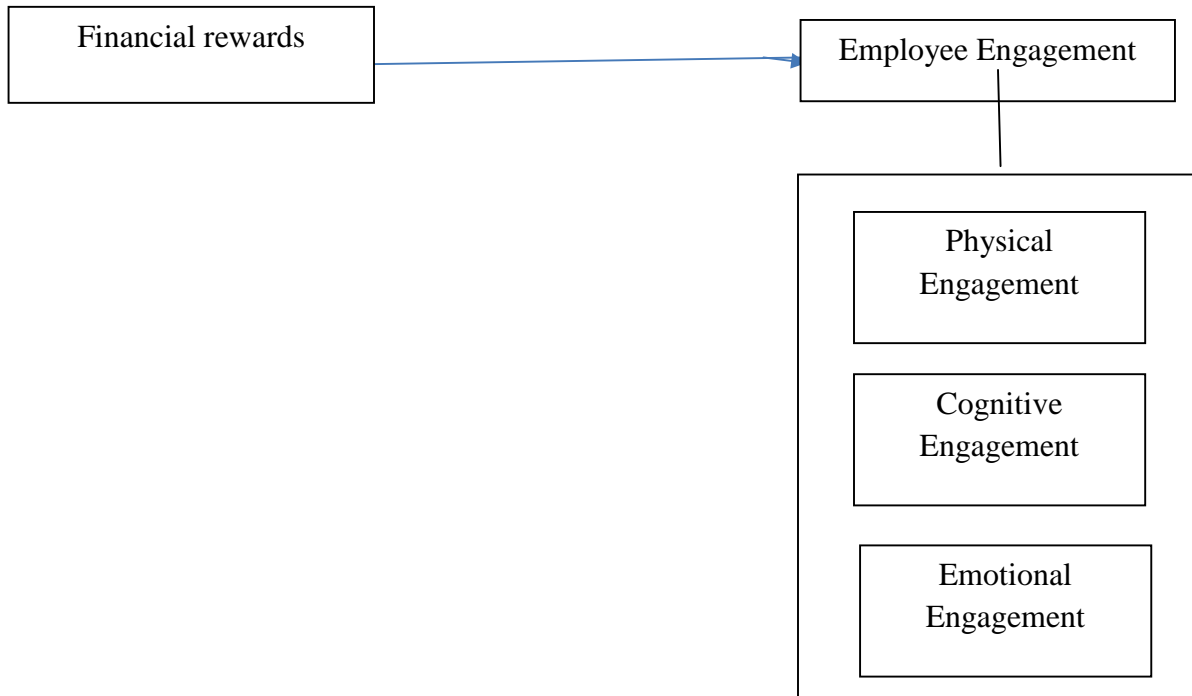 Financial rewards
Employee Engagement
Physical
Engagement
Cognitive
Engagement
Emotional
Engagement